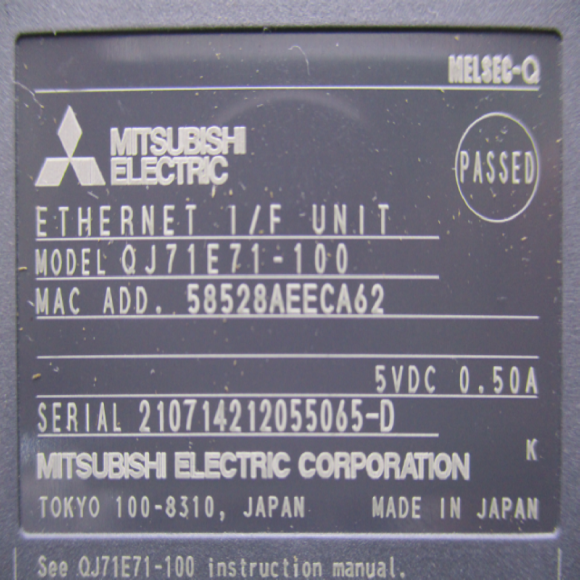 MELSEC-Q
MITSUBISHI
ELECTRIC
PASSED
ETHERNET I/F UNIT
MODEL QJ71E71-100
MAC ADD. 58528AEECA62
5VDC 0.50A
SERIAL 210714212055065-D
K
MITSUBISHI ELECTRIC CORPORATION
TOKYO 100-8310, JAPAN MADE IN JAPAN
See QJ71E71-100 instruction manual.